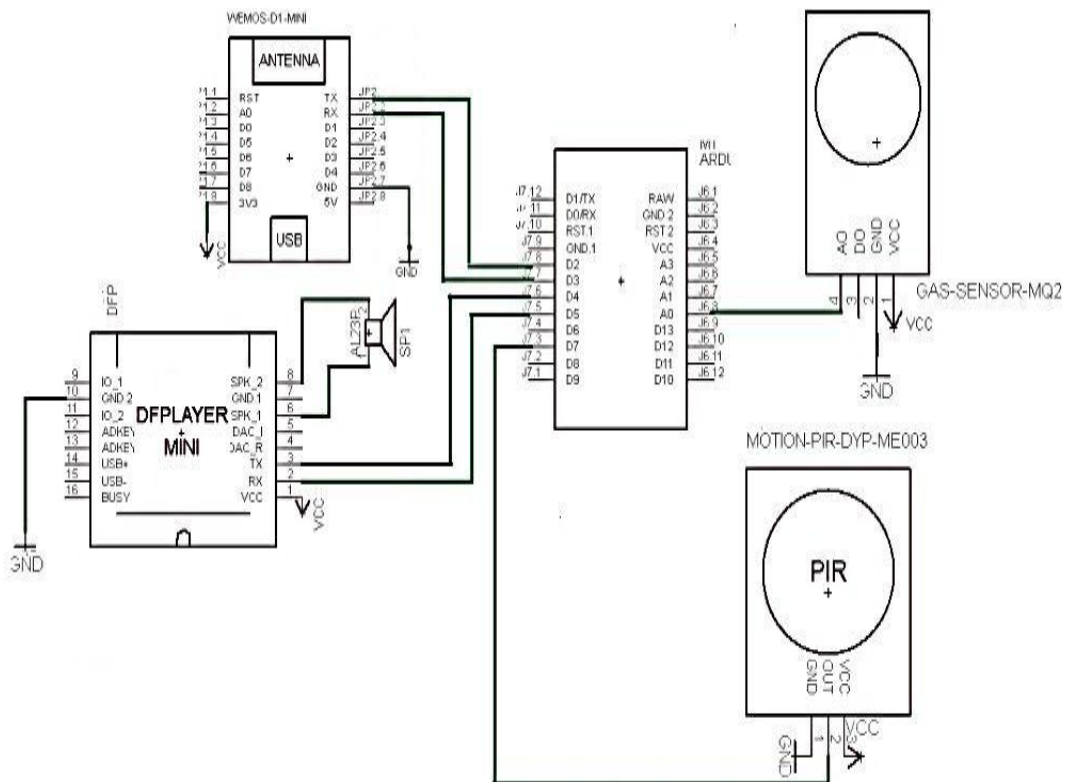 WEMOS-D1-MINI
ANTENNA
RST TX
A0 RX
D0 D1
D5 D2
D6 D3
D7 D4
D8 GND
3V3 5V
USB
JP2.3
JP2.4
JP2.5
JP2.6
JP2.7
JP2.8
VCC
GND
DFP
DFPLAYER
MINI
9 IO_1 SPK_2 8
10 GND 2 GND 1 7
11 IO_2 SPK_1 6
12 ADKEY DAC_I 5
13 ADKEY DAC_R 4
14 USB+ TX 3
15 USB- RX 2
16 BUSY VCC 1
GND
VCC
AL23P
SP1
ARDU
J7.12 D1/TX RAW J6.1
J7.11 D0/RX GND 2 J6.2
J7.10 RST.1 RST 2 J6.3
J7.9 GND.1 VCC J6.4
J7.8 D2 A3 J6.5
J7.7 D3 A2 J6.6
J7.6 D4 A1 J6.7
J7.5 D5 A0 J6.8
J7.4 D6 D13 J6.9
J7.3 D7 D12 J6.10
J7.2 D8 D11 J6.11
J7.1 D9 D10 J6.12
AO
DO
GND
VCC
4 3 2 1
GAS-SENSOR-MQ2
VCC
GND
MOTION-PIR-DYP-ME003
PIR
GND
OUT
VCC
1 2 3
VCC
GND